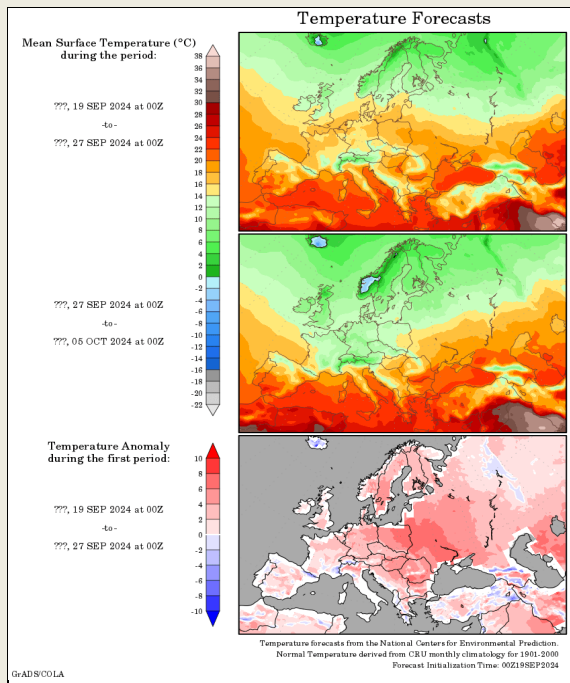 Temperature Forecasts
Mean Surface Temperature (°C)
during the period:
???, 19 SEP 2024 at 00Z
-to-
???, 27 SEP 2024 at 00Z
38
36
34
32
30
28
26
24
22
20
18
16
14
12
10
8
6
4
2
0
-2
-4
-6
-8
-10
-12
-14
-16
-18
-20
-22
???, 27 SEP 2024 at 00Z
-to-
???, 05 OCT 2024 at 00Z
Temperature Anomaly
during the first period:
???, 19 SEP 2024 at 00Z
-to-
???, 27 SEP 2024 at 00Z
10
8
6
4
2
0
-2
-4
-6
-8
-10
Temperature forecasts from the National Centers for Environmental Prediction.
Normal Temperature derived from CRU monthly climatology for 1901-2000
Forecast Initialization Time: 00Z19SEP2024
GrADS/COLA